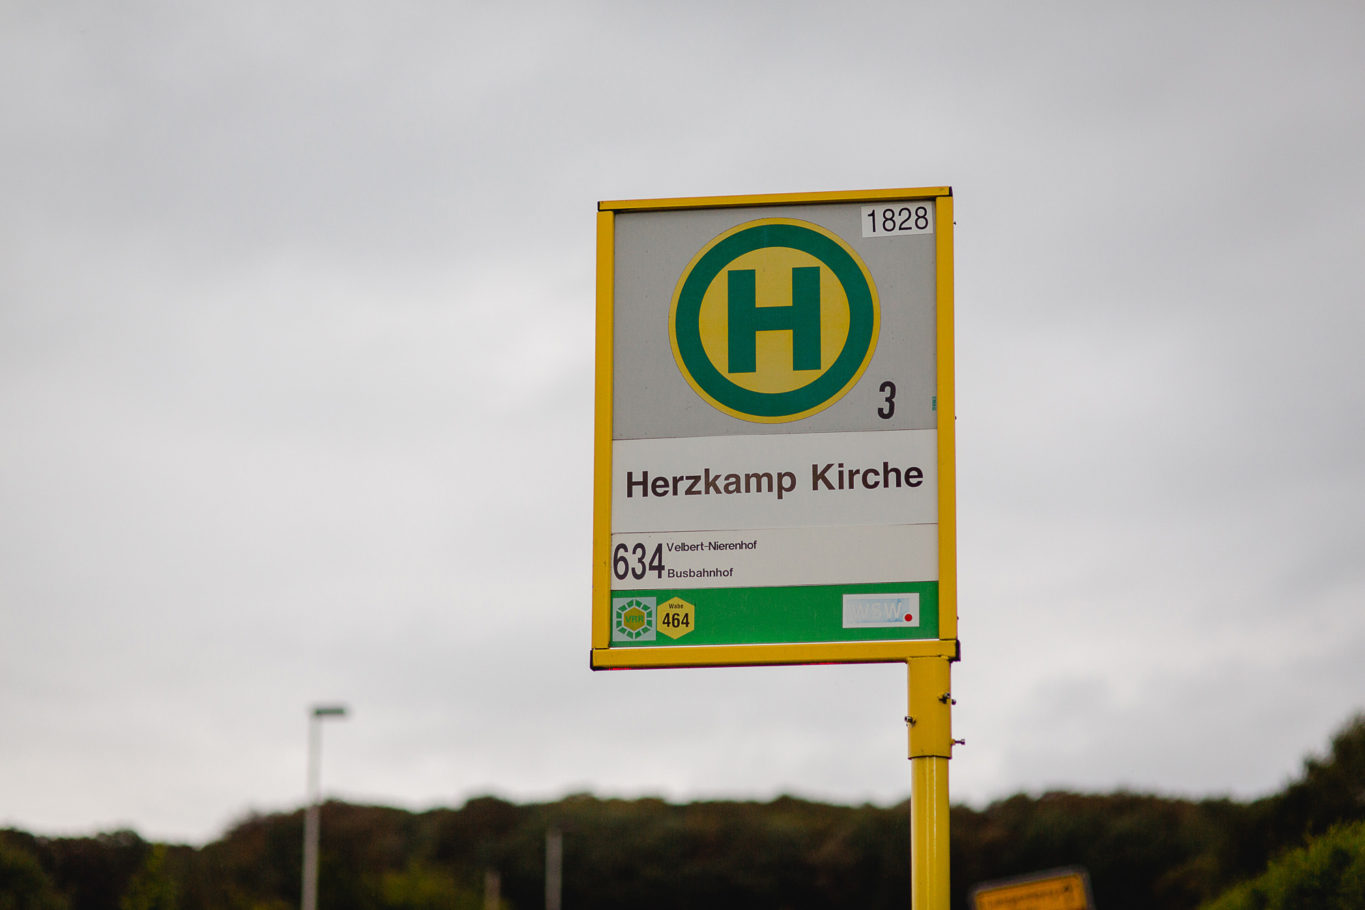 1828
H
3
Herzkamp Kirche
634
Velbert-Nierenhof
Busbahnhof
VRR
Wabe
464
WSW